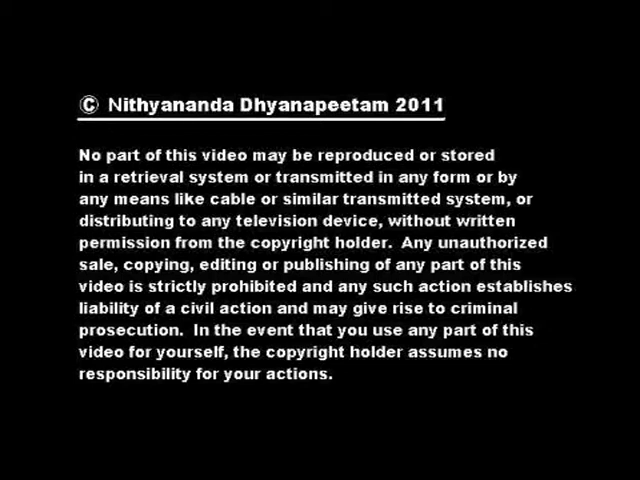 © Nithyananda Dhyanapeetam 2011
No part of this video may be reproduced or stored
in a retrieval system or transmitted in any form or by
any means like cable or similar transmitted system, or
distributing to any television device, without written
permission from the copyright holder.  Any unauthorized
sale, copying, editing or publishing of any part of this
video is strictly prohibited and any such action establishes
liability of a civil action and may give rise to criminal
prosecution.  In the event that you use any part of this
video for yourself, the copyright holder assumes no
responsibility for your actions.